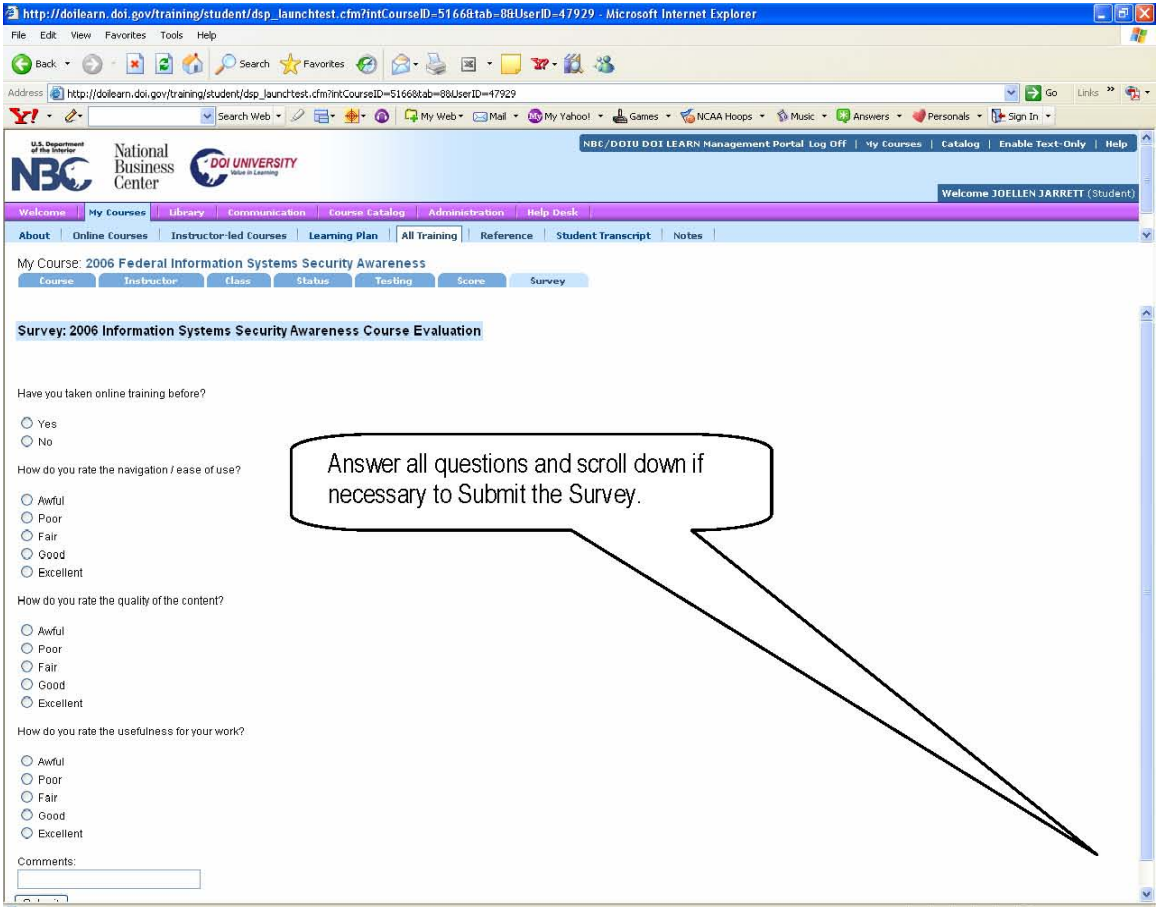 http://doilearn.doi.gov/training/student/dsp_launchtest.cfm?intCourseID=5166&tab=8&UserID=47929 - Microsoft Internet Explorer
File Edit View Favorites Tools Help
Back Search Favorites
Address http://doilearn.doi.gov/training/student/dsp_launchtest.cfm?intCourseID=5166&tab=8&UserID=47929 Go Links »
Y! Search Web My Web Mail My Yahoo! Games NCAA Hoops Music Answers Personals Sign In
U.S. Department
of the Interior
NBC
National
Business
Center
DOI UNIVERSITY
Value in Learning
NBC/DOIU DOI LEARN Management Portal Log Off | My Courses | Catalog | Enable Text-Only | Help
Welcome JOELLEN JARRETT (Student)
Welcome My Courses Library Communication Course Catalog Administration Help Desk
About Online Courses Instructor-led Courses Learning Plan All Training Reference Student Transcript Notes
My Course: 2006 Federal Information Systems Security Awareness
Course Instructor Class Status Testing Score Survey
Survey: 2006 Information Systems Security Awareness Course Evaluation
Have you taken online training before?
Yes
No
How do you rate the navigation / ease of use?
Awful
Poor
Fair
Good
Excellent
Answer all questions and scroll down if
necessary to Submit the Survey.
How do you rate the quality of the content?
Awful
Poor
Fair
Good
Excellent
How do you rate the usefulness for your work?
Awful
Poor
Fair
Good
Excellent
Comments: